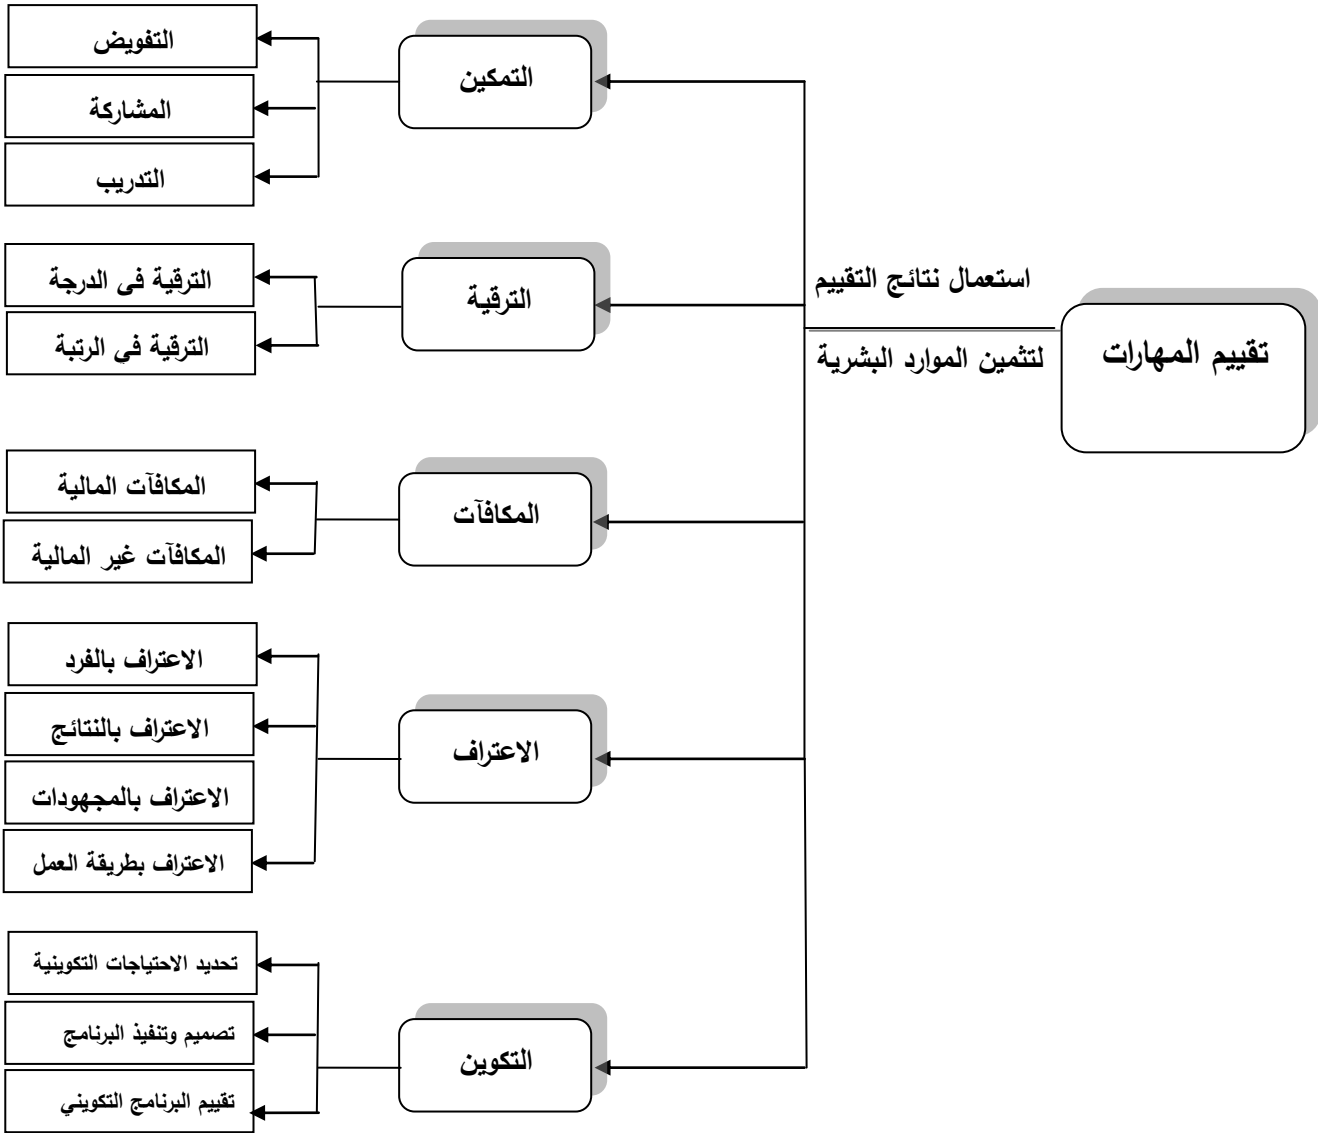 تقييم المهارات
استعمال نتائج التقييم
لتثمين الموارد البشرية
التمكين
التفويض
المشاركة
التدريب
الترقية
الترقية في الدرجة
الترقية في الرتبة
المكافآت
المكافآت المالية
المكافآت غير المالية
الاعتراف
الاعتراف بالفرد
الاعتراف بالنتائج
الاعتراف بالمجهودات
الاعتراف بطريقة العمل
التكوين
تحديد الاحتياجات التكوينية
تصميم وتنفيذ البرنامج
تقييم البرنامج التكويني